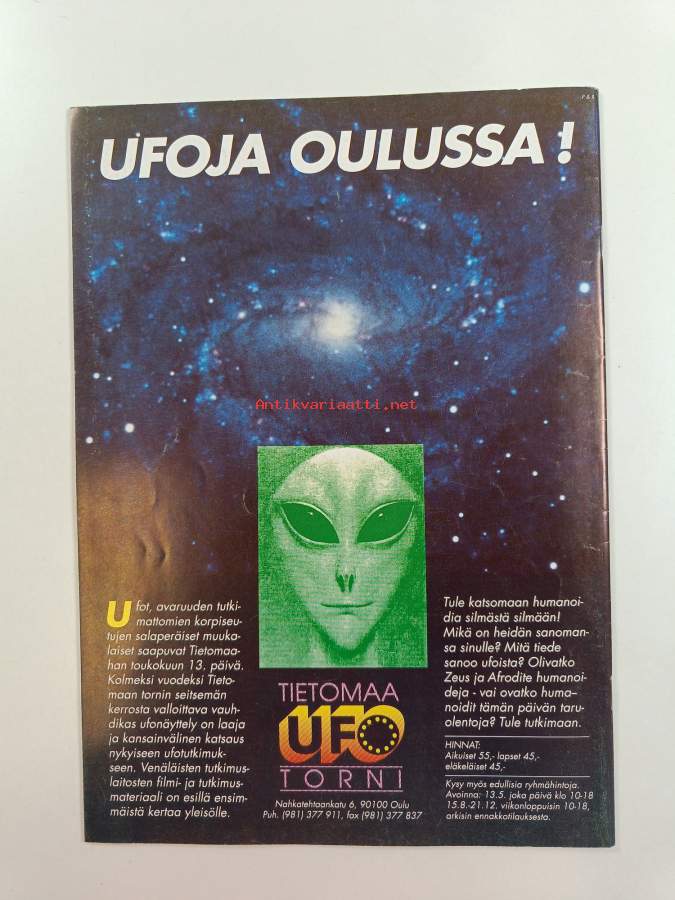 UFOJA OULUSSA!
Antikvariaatti.net
Ufot, avaruuden tutki-
mattomien korpiseu-
tujen salaperäiset muuka-
laiset saapuvat Tietomaa-
han toukokuun 13. päivä.
Kolmeksi vuodeksi Tieto-
maan tornin seitsemän
kerrosta valloittava vauh-
dikas ufonäyttely on laaja
ja kansainvälinen katsaus
nykyiseen ufotutkimuk-
seen. Venäläisten tutkimus-
laitosten filmi- ja tutkimus-
materiaali on esillä ensim-
mäistä kertaa yleisölle.
TIETOMAA
UFO
TORNI
Nahkatehtaankatu 6, 90100 Oulu
Puh. (981) 377 911, fax (981) 377 837
Tule katsomaan humanoi-
dia silmästä silmään!
Mikä on heidän sanoman-
sa sinulle? Mitä tiede
sanoo ufoista? Olivatko
Zeus ja Afrodite humanoi-
deja - vai ovatko huma-
noidit tämän päivän taru-
olentoja? Tule tutkimaan.
HINNAT:
Aikuiset 55,- lapset 45,-
eläkeläiset 45,-
Kysy myös edullisia ryhmähintoja.
Avoinna: 13.5. joka päivä klo 10-18
15.8.-21.12. viikonloppuisin 10-18,
arkisin ennakkotilauksesta.